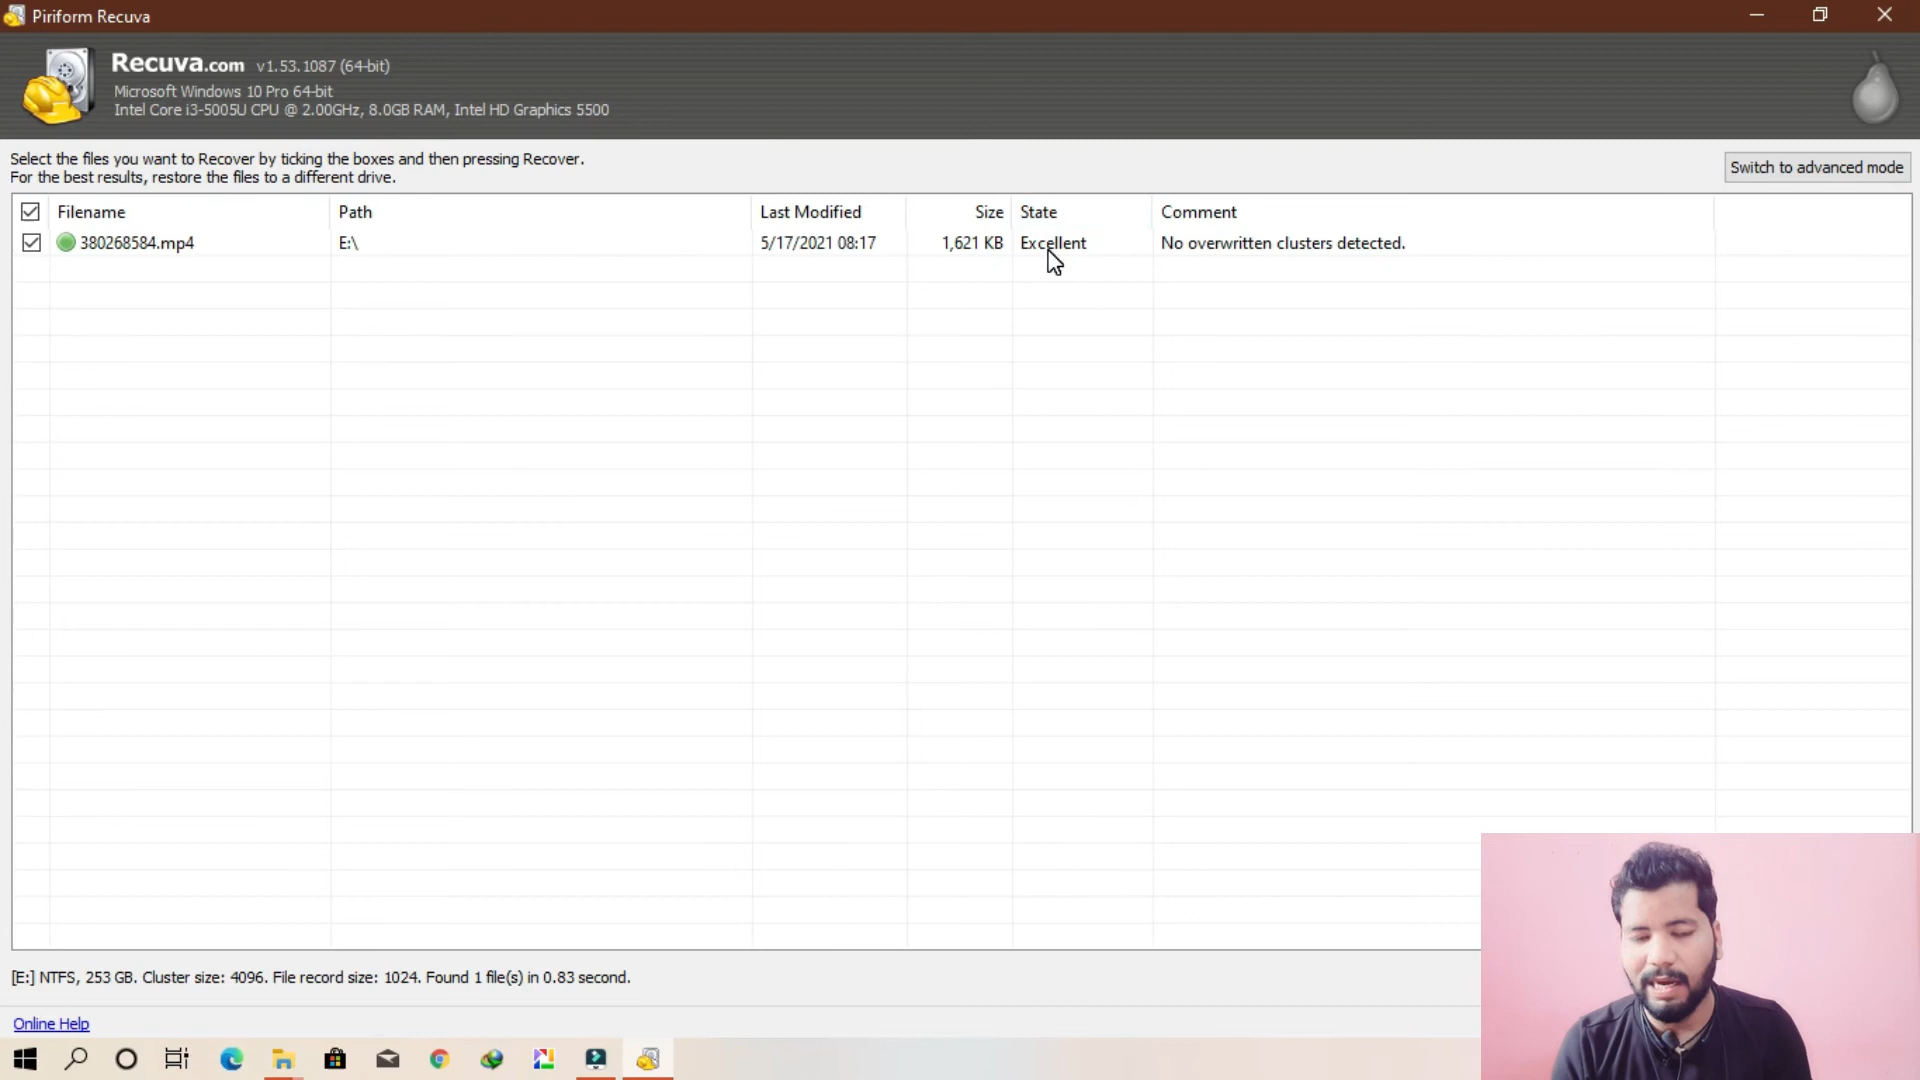 Piriform Recuva
Recuva.com v1.53.1087 (64-bit)
Microsoft Windows 10 Pro 64-bit
Intel Core i3-5005U CPU @ 2.00GHz, 8.0GB RAM, Intel HD Graphics 5500
Select the files you want to Recover by ticking the boxes and then pressing Recover.
For the best results, restore the files to a different drive.
Switch to advanced mode
Filename Path Last Modified Size State Comment
380268584.mp4 E:\ 5/17/2021 08:17 1,621 KB Excellent No overwritten clusters detected.
[E:] NTFS, 253 GB. Cluster size: 4096. File record size: 1024. Found 1 file(s) in 0.83 second.
Online Help